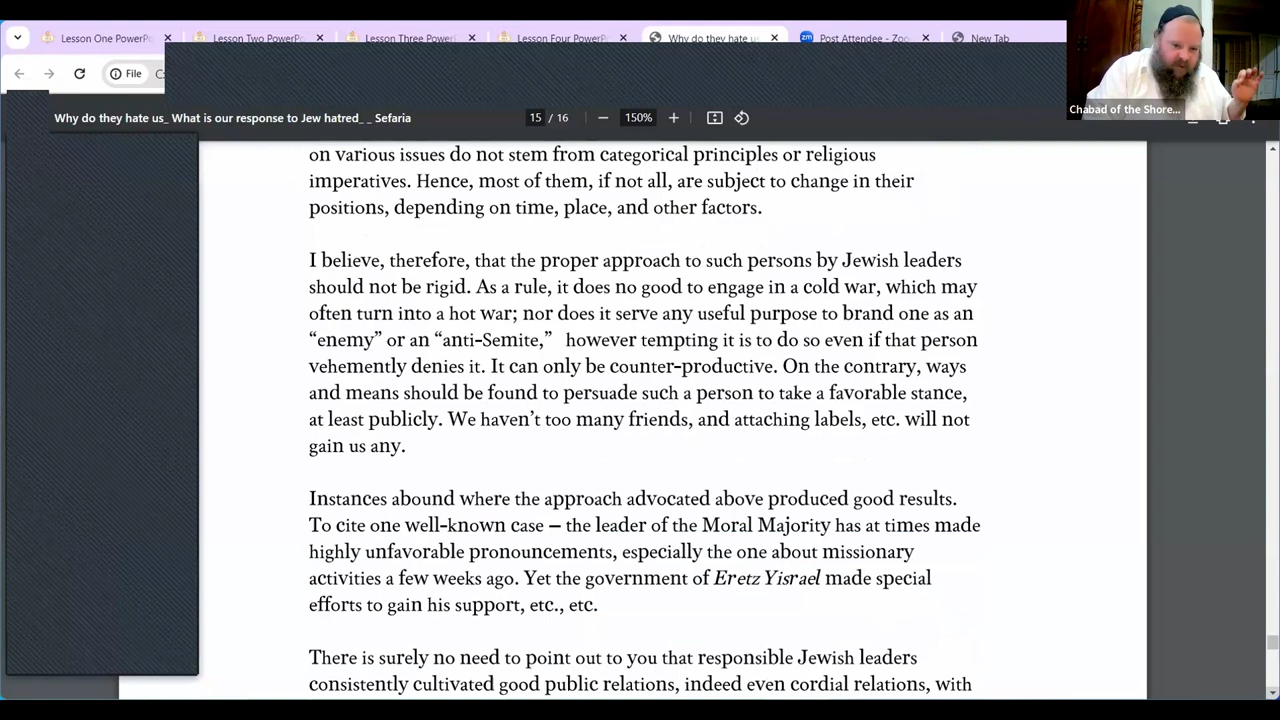 Lesson One PowerP
Lesson Two PowerP
Lesson Three PowerP
Lesson Four PowerP
Why do they hate us
Post Attendee - Zoo
New Tab
File
Chabad of the Shore...
Why do they hate us_ What is our response to Jew hatred_ _ Sefaria
15 / 16
150%
on various issues do not stem from categorical principles or religious
imperatives. Hence, most of them, if not all, are subject to change in their
positions, depending on time, place, and other factors.
I believe, therefore, that the proper approach to such persons by Jewish leaders
should not be rigid. As a rule, it does no good to engage in a cold war, which may
often turn into a hot war; nor does it serve any useful purpose to brand one as an
“enemy” or an “anti-Semite,” however tempting it is to do so even if that person
vehemently denies it. It can only be counter-productive. On the contrary, ways
and means should be found to persuade such a person to take a favorable stance,
at least publicly. We haven’t too many friends, and attaching labels, etc. will not
gain us any.
Instances abound where the approach advocated above produced good results.
To cite one well-known case – the leader of the Moral Majority has at times made
highly unfavorable pronouncements, especially the one about missionary
activities a few weeks ago. Yet the government of Eretz Yisrael made special
efforts to gain his support, etc., etc.
There is surely no need to point out to you that responsible Jewish leaders
consistently cultivated good public relations, indeed even cordial relations, with